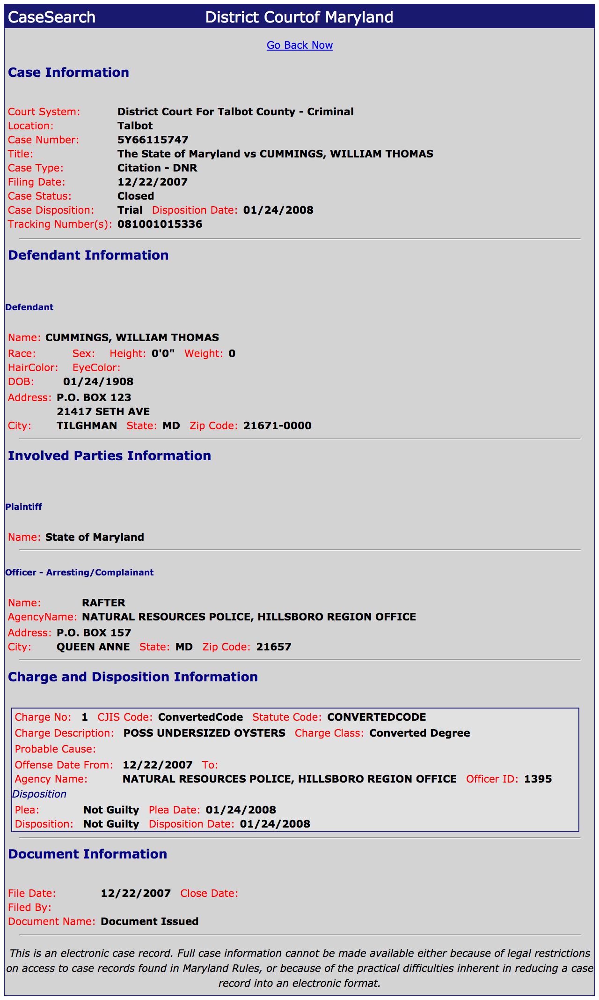 CaseSearch District Courtof Maryland
Go Back Now
Case Information
Court System: District Court For Talbot County - Criminal
Location: Talbot
Case Number: 5Y66115747
Title: The State of Maryland vs CUMMINGS, WILLIAM THOMAS
Case Type: Citation - DNR
Filing Date: 12/22/2007
Case Status: Closed
Case Disposition: Trial Disposition Date: 01/24/2008
Tracking Number(s): 081001015336
Defendant Information
Defendant
Name: CUMMINGS, WILLIAM THOMAS
Race: Sex: Height: 0'0" Weight: 0
HairColor: EyeColor:
DOB: 01/24/1908
Address: P.O. BOX 123
21417 SETH AVE
City: TILGHMAN State: MD Zip Code: 21671-0000
Involved Parties Information
Plaintiff
Name: State of Maryland
Officer - Arresting/Complainant
Name: RAFTER
AgencyName: NATURAL RESOURCES POLICE, HILLSBORO REGION OFFICE
Address: P.O. BOX 157
City: QUEEN ANNE State: MD Zip Code: 21657
Charge and Disposition Information
Charge No: 1 CJIS Code: ConvertedCode Statute Code: CONVERTEDCODE
Charge Description: POSS UNDERSIZED OYSTERS Charge Class: Converted Degree
Probable Cause:
Offense Date From: 12/22/2007 To:
Agency Name: NATURAL RESOURCES POLICE, HILLSBORO REGION OFFICE Officer ID: 1395
Disposition
Plea: Not Guilty Plea Date: 01/24/2008
Disposition: Not Guilty Disposition Date: 01/24/2008
Document Information
File Date: 12/22/2007 Close Date:
Filed By:
Document Name: Document Issued
This is an electronic case record. Full case information cannot be made available either because of legal restrictions
on access to case records found in Maryland Rules, or because of the practical difficulties inherent in reducing a case
record into an electronic format.